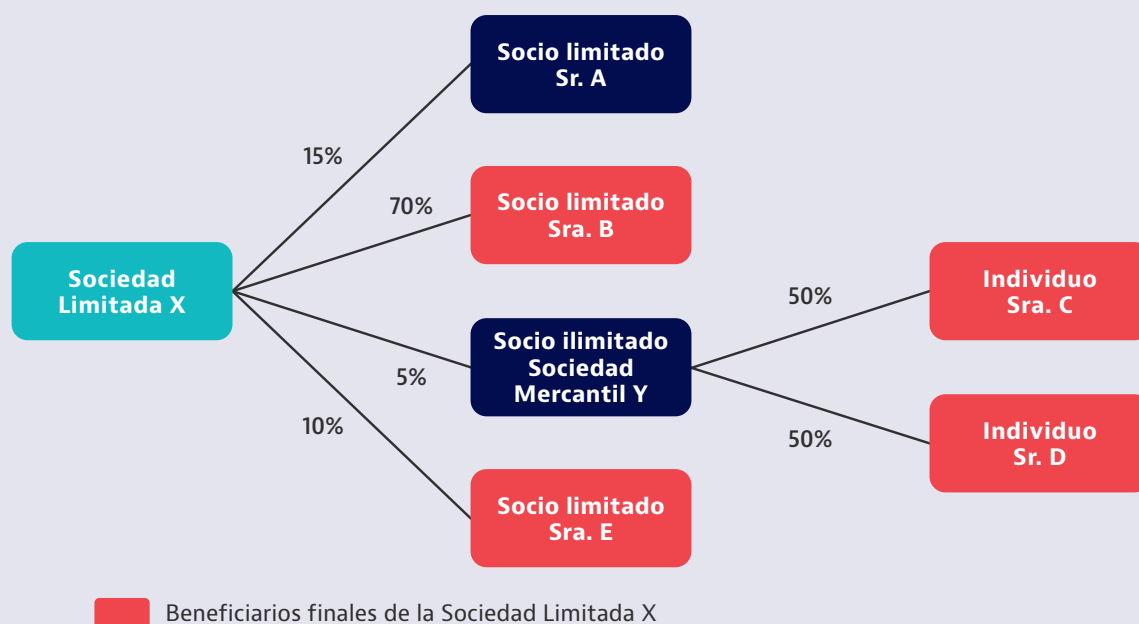 Socio limitado
Sr. A
15%
70%
Socio limitado
Sra. B
Sociedad
Limitada X
50%
Individuo
Sra. C
Socio ilimitado
Sociedad
Mercantil Y
5%
10%
50%
Individuo
Sr. D
Socio limitado
Sra. E
Beneficiarios finales de la Sociedad Limitada X